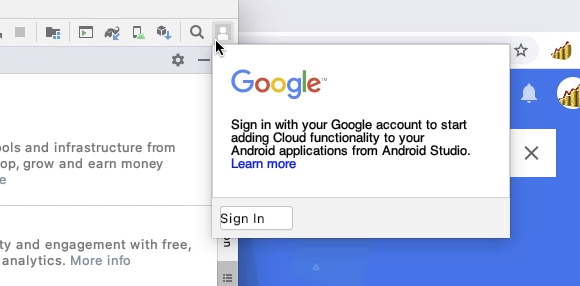 Google™
Sign in with your Google account to start
adding Cloud functionality to your
Android applications from Android Studio.
Learn more
Sign In
ols and infrastructure from
op, grow and earn money
e
ty and engagement with free,
analytics. More info